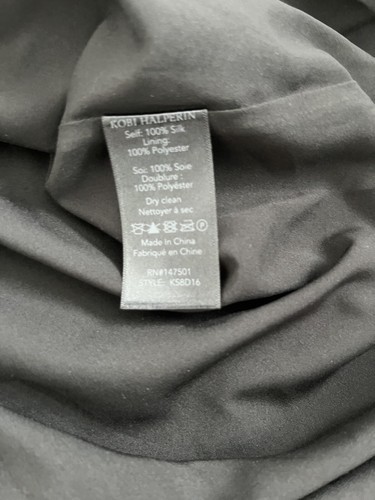 KOBI HALPERIN
Self: 100% Silk
Lining:
100% Polyester
Soi: 100% Soie
Doublure :
100% Polyéster
Dry clean
Nettoyer à sec
P
Made in China
Fabriqué en Chine
RN#147501
STYLE: KS8D16